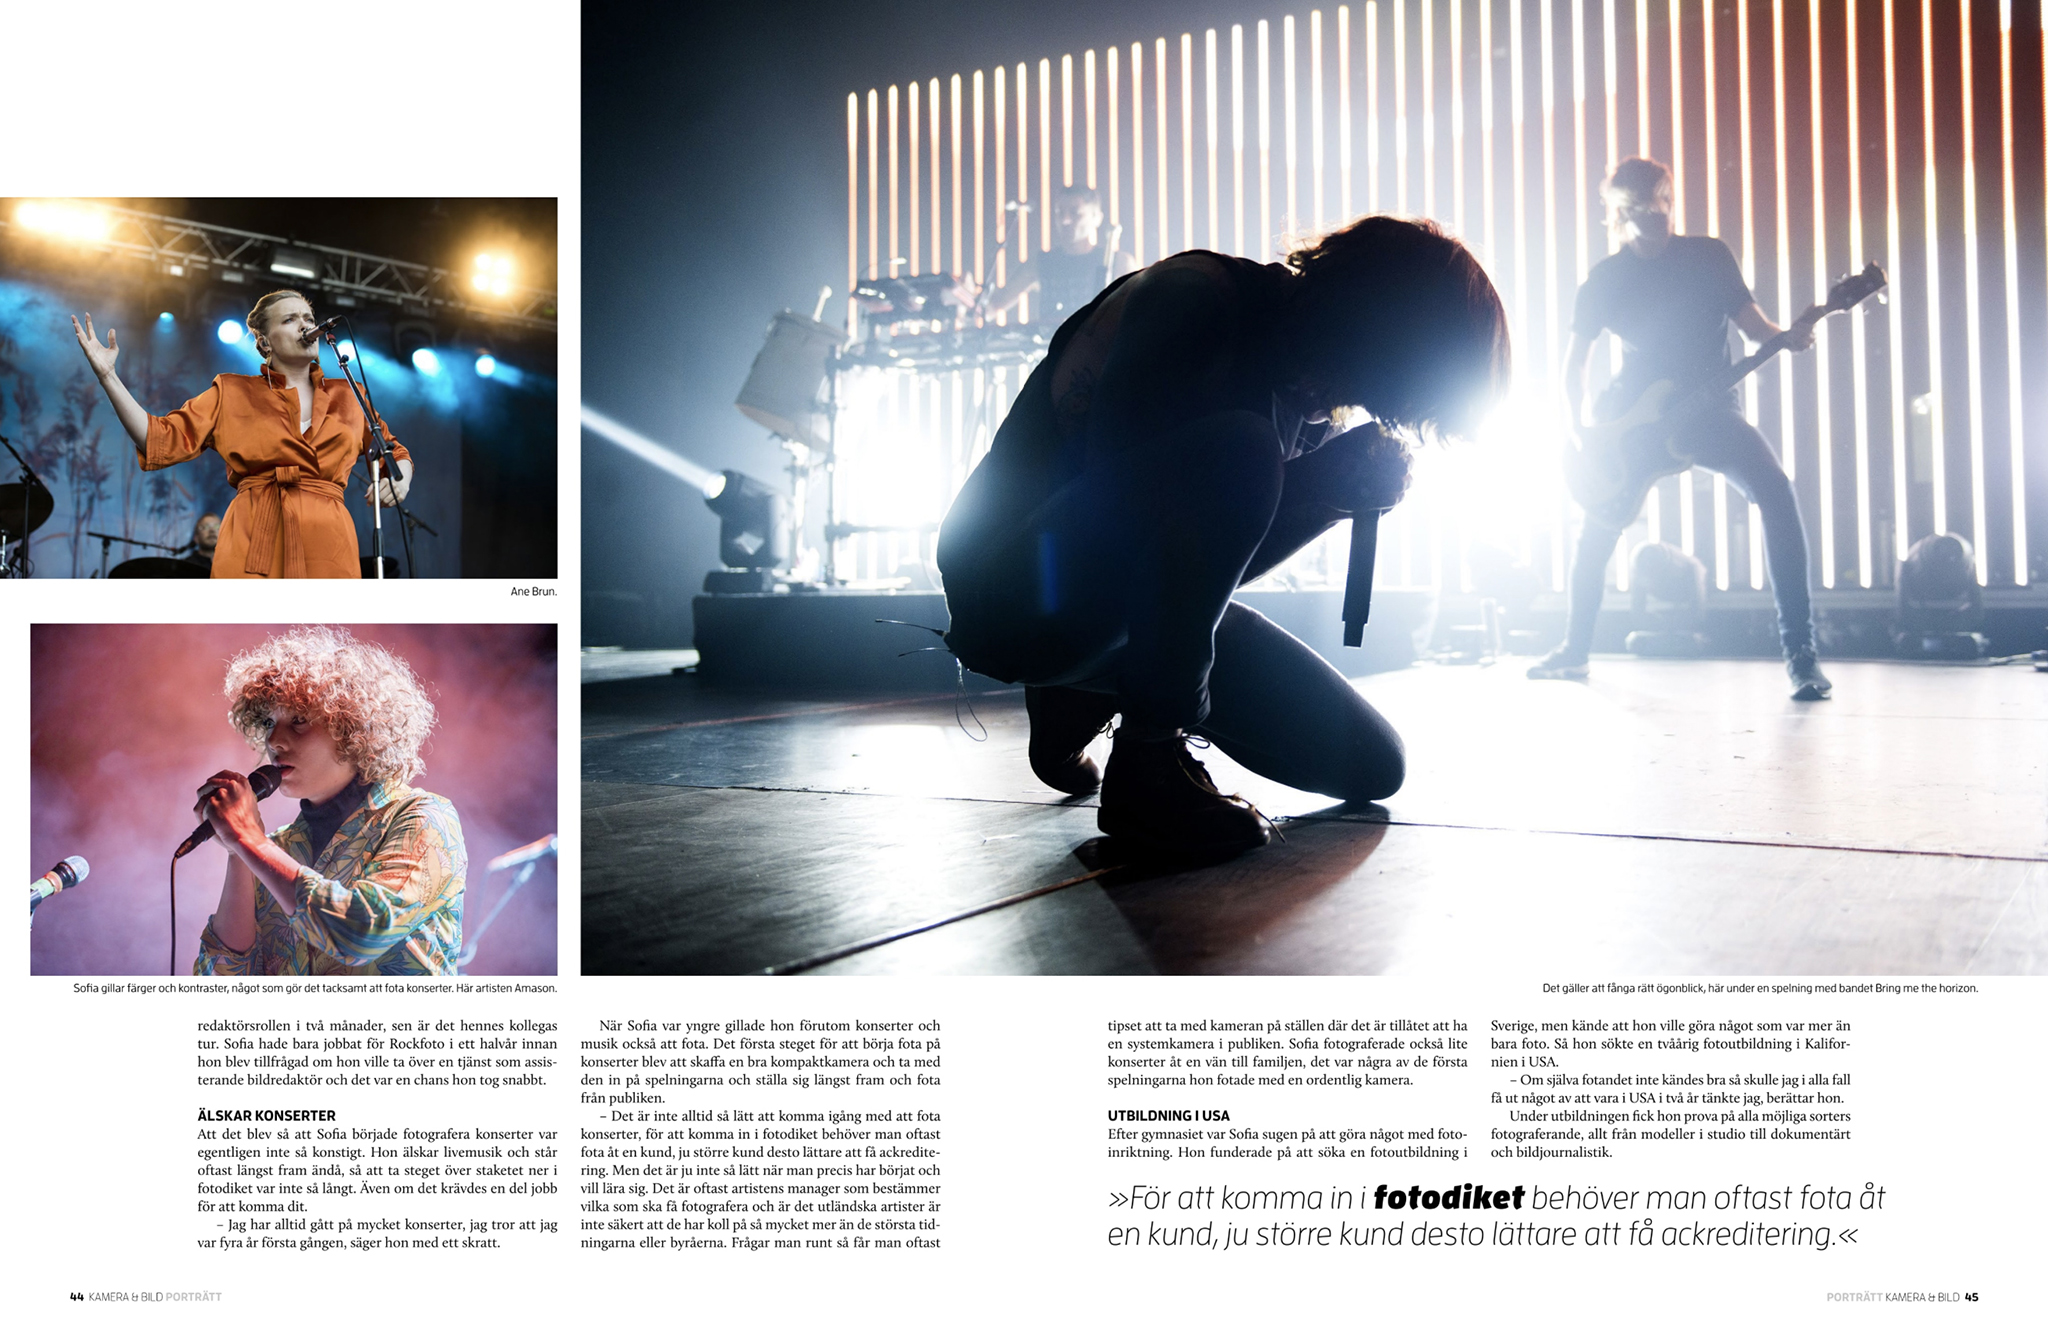 Ane Brun.
Sofia gillar färger och kontraster, något som gör det tacksamt att fota konserter. Här artisten Amason.
Det gäller att fånga rätt ögonblick, här under en spelning med bandet Bring me the horizon.
redaktörsrollen i två månader, sen är det hennes kollegas
tur. Sofia hade bara jobbat för Rockfoto i ett halvår innan
hon blev tillfrågad om hon ville ta över en tjänst som assis-
terande bildredaktör och det var en chans hon tog snabbt.
ÄLSKAR KONSERTER
Att det blev så att Sofia började fotografera konserter var
egentligen inte så konstigt. Hon älskar livemusik och står
oftast längst fram ändå, så att ta steget över staketet ner i
fotodiket var inte så långt. Även om det krävdes en del jobb
för att komma dit.
– Jag har alltid gått på mycket konserter, jag tror att jag
var fyra år första gången, säger hon med ett skratt.
När Sofia var yngre gillade hon förutom konserter och
musik också att fota. Det första steget för att börja fota på
konserter blev att skaffa en bra kompaktkamera och ta med
den in på spelningarna och ställa sig längst fram och fota
från publiken.
– Det är inte alltid så lätt att komma igång med att fota
konserter, för att komma in i fotodiket behöver man oftast
fota åt en kund, ju större kund desto lättare att få ackredite-
ring. Men det är ju inte så lätt när man precis har börjat och
vill lära sig. Det är oftast artistens manager som bestämmer
vilka som ska få fotografera och är det utländska artister är
inte säkert att de har koll på så mycket mer än de största tid-
ningarna eller byråerna. Frågar man runt så får man oftast
tipset att ta med kameran på ställen där det är tillåtet att ha
en systemkamera i publiken. Sofia fotograferade också lite
konserter åt en vän till familjen, det var några av de första
spelningarna hon fotade med en ordentlig kamera.
UTBILDNING I USA
Efter gymnasiet var Sofia sugen på att göra något med foto-
inriktning. Hon funderade på att söka en fotoutbildning i
Sverige, men kände att hon ville göra något som var mer än
bara foto. Så hon sökte en tvåårig fotoutbildning i Kalifor-
nien i USA.
– Om själva fotandet inte kändes bra så skulle jag i alla fall
få ut något av att vara i USA i två år tänkte jag, berättar hon.
Under utbildningen fick hon prova på alla möjliga sorters
fotograferande, allt från modeller i studio till dokumentärt
och bildjournalistik.
»För att komma in i fotodiket behöver man oftast fota åt
en kund, ju större kund desto lättare att få ackreditering.«
44 KAMERA & BILD PORTRÄTT
PORTRÄTT KAMERA & BILD 45